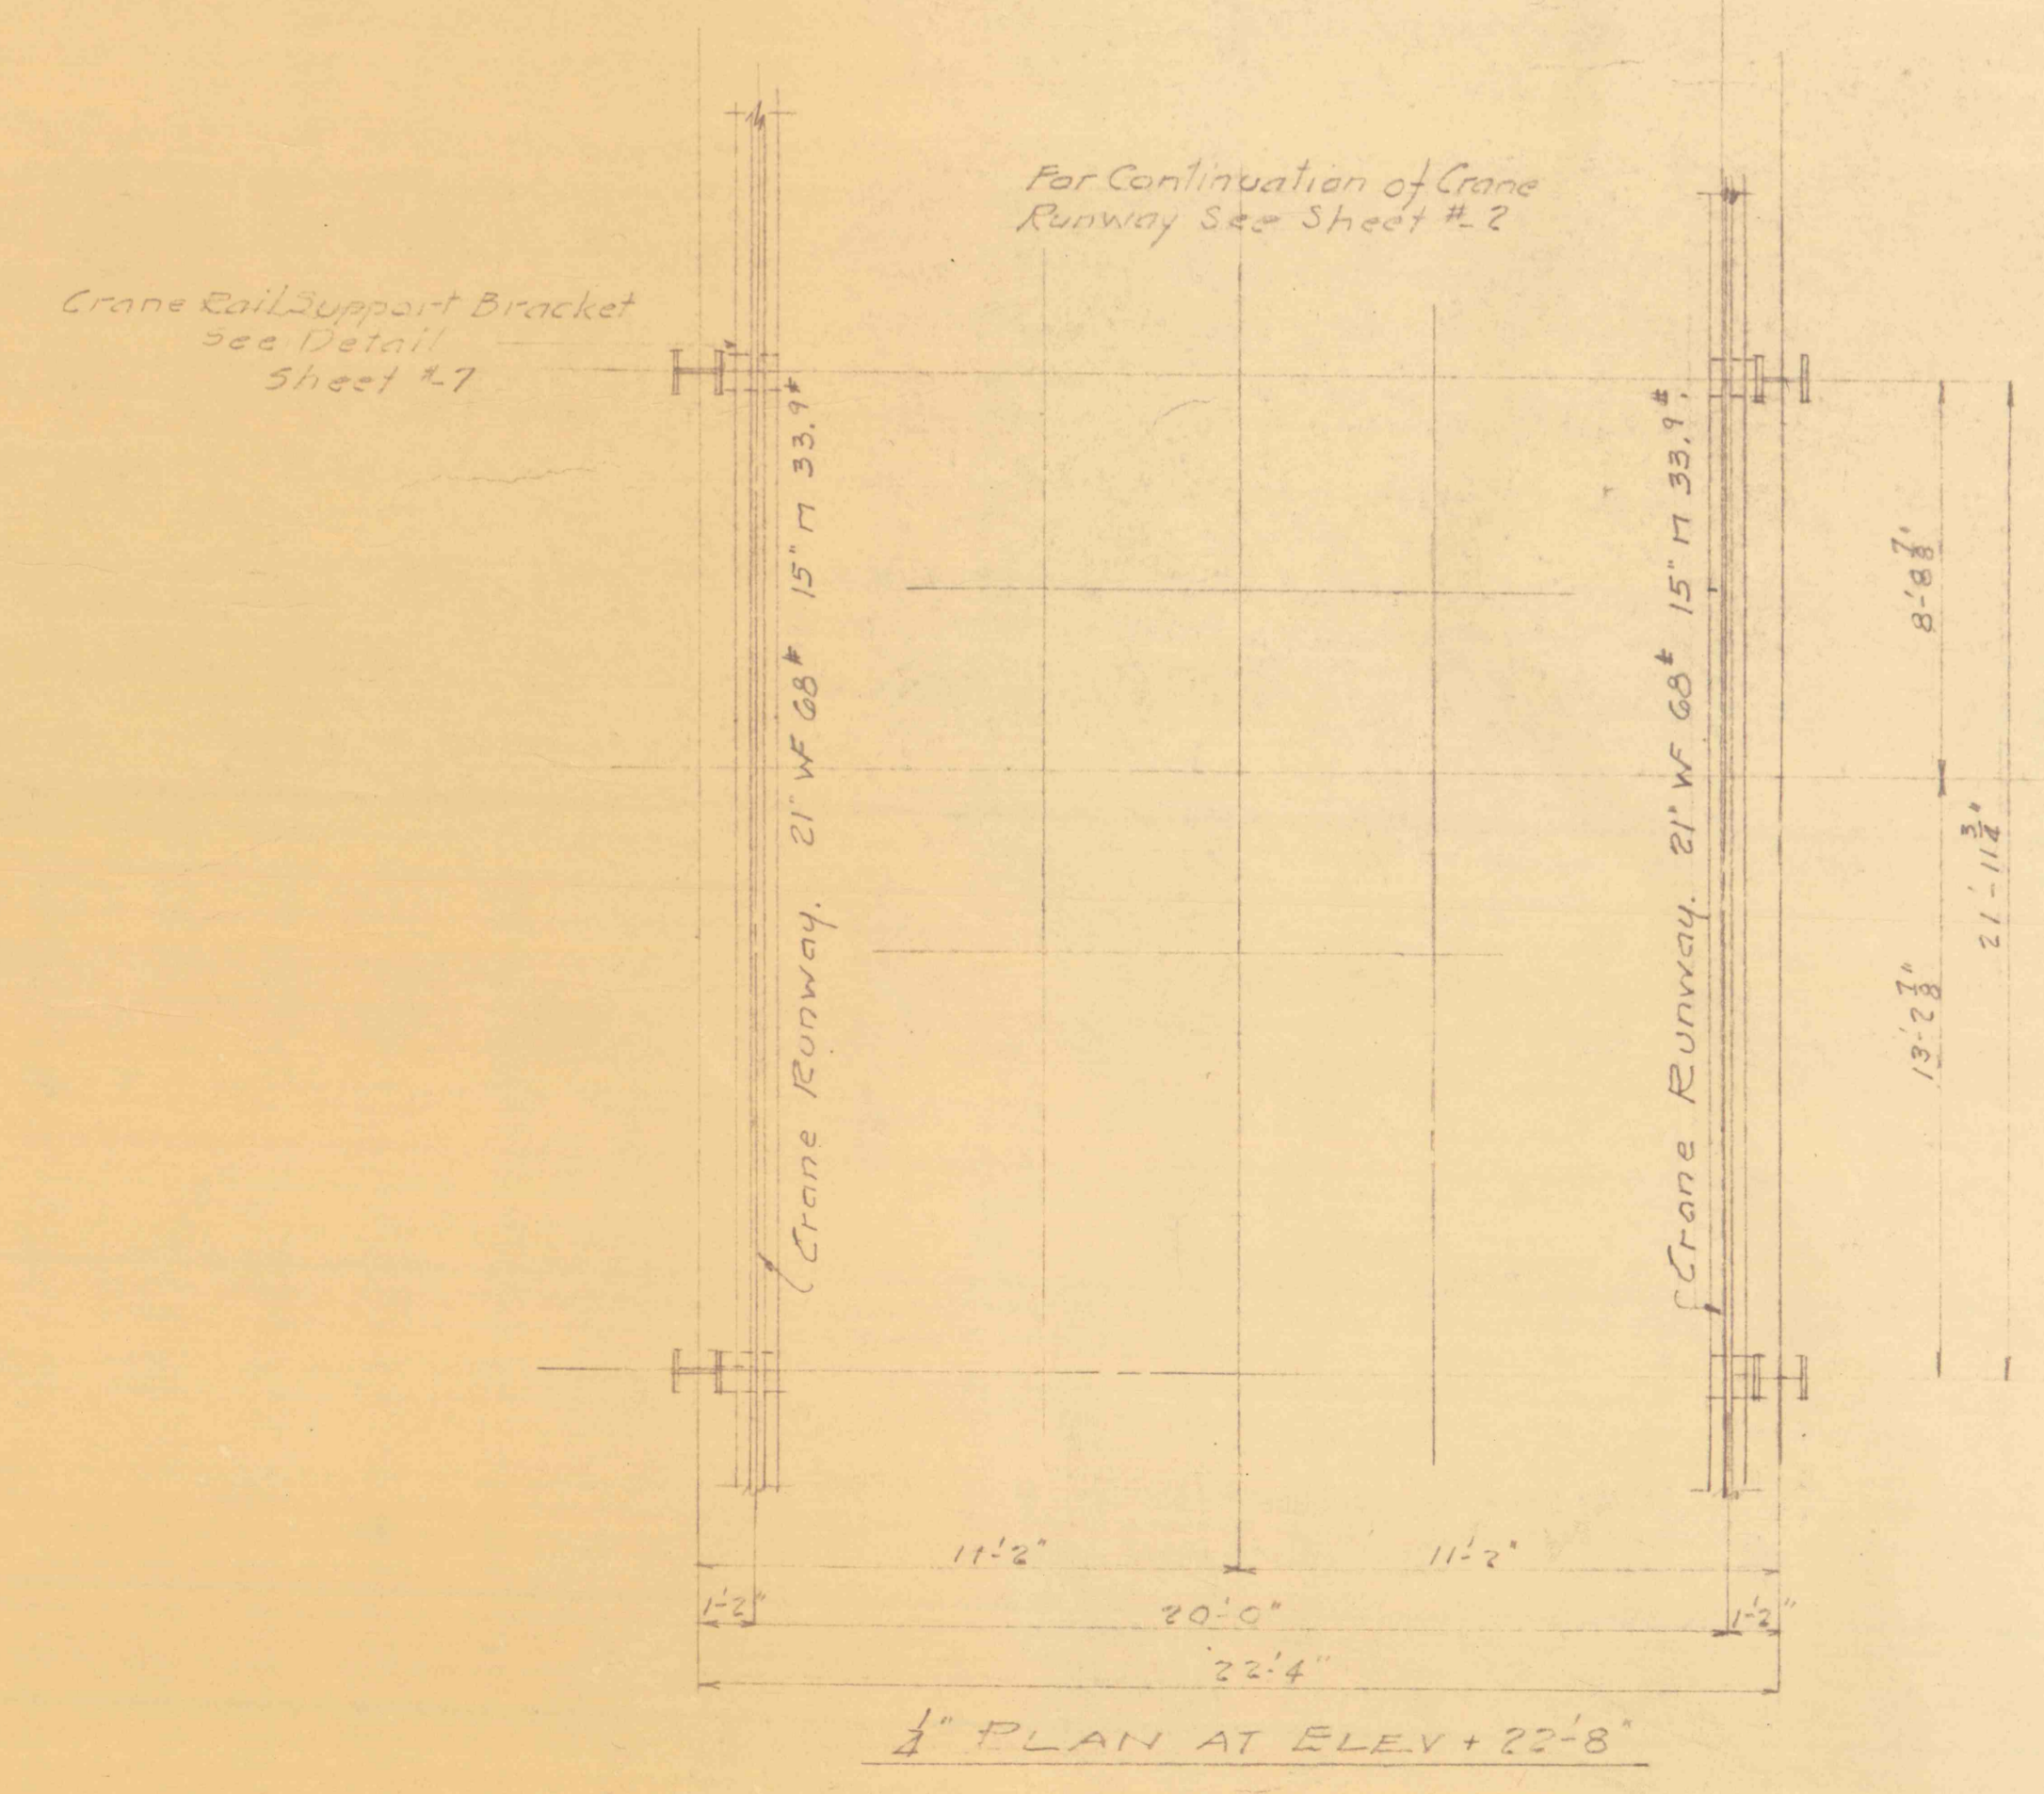 For Continuation of Crane
Runway See Sheet #-2
Crane Rail Support Bracket
See Detail
Sheet #-7
Crane Runway. 21" WF 68# 15" M 33.9#
Crane Runway. 21" WF 68# 15" M 33.9#.
8'-8 7/8"
21'-11 3/4"
13'-2 7/8"
11'-2" 11'-2"
1'-2" 20'-0" 1'-2"
22'-4"
1/4" PLAN AT ELEV + 22'-8"